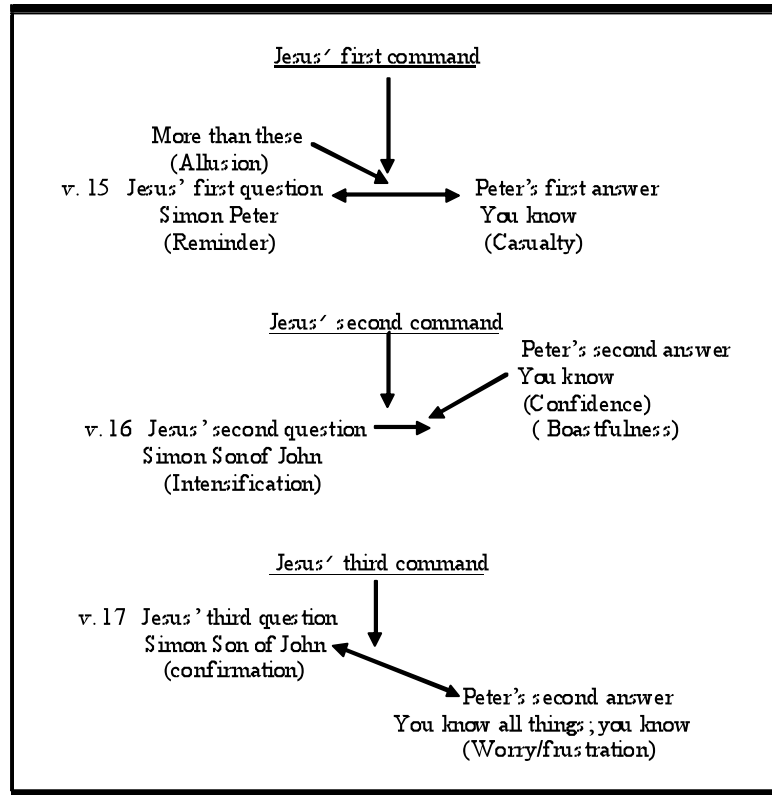 Jesus' first command
More than these
(Allusion)
v. 15 Jesus' first question
Simon Peter
(Reminder)
Peter's first answer
You know
(Casualty)
Jesus' second command
Peter's second answer
You know
(Confidence)
( Boastfulness)
v. 16 Jesus' second question
Simon Son of John
(Intensification)
Jesus' third command
v. 17 Jesus' third question
Simon Son of John
(confirmation)
Peter's second answer
You know all things; you know
(Worry/frustration)